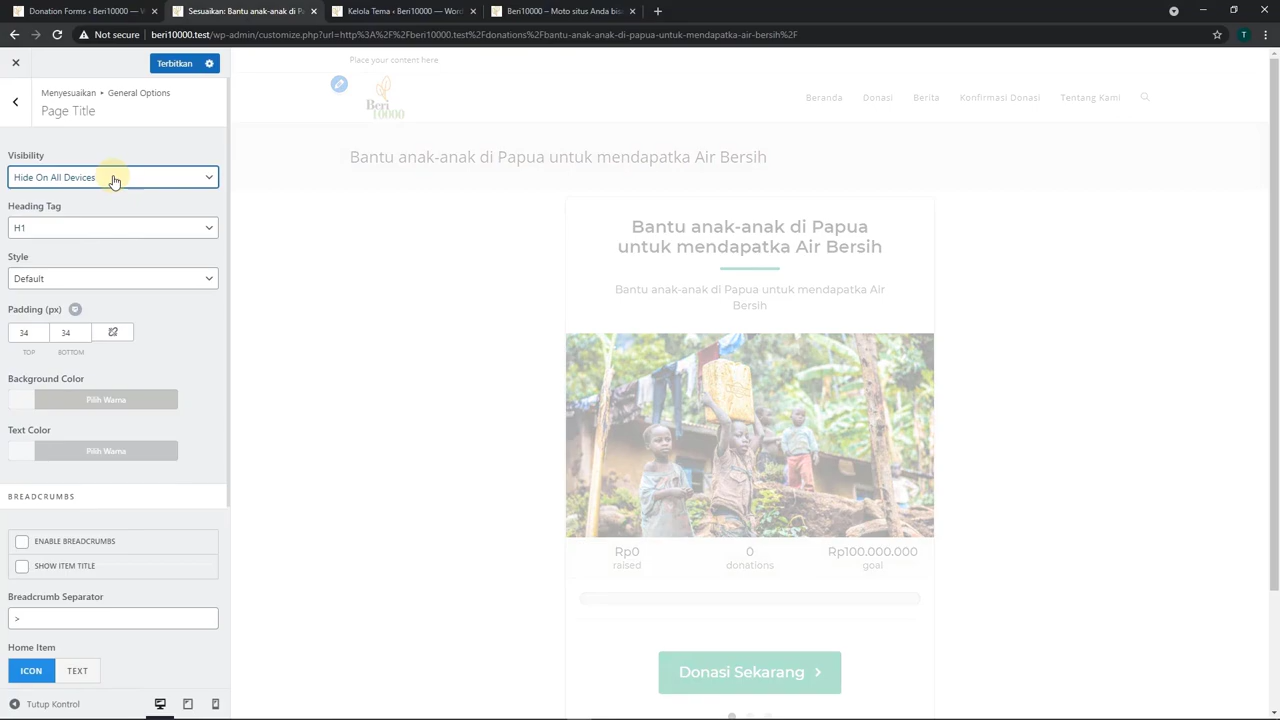 Donation Forms ‹ Beri10000 — W
Sesuaikan: Bantu anak-anak di P
Kelola Tema ‹ Beri10000 — Wor
Beri10000 — Moto situs Anda bis
Not secure
beri10000.test/wp-admin/customize.php?url=http%3A%2F%2Fberi10000.test%2Fdonations%2Fbantu-anak-anak-di-papua-untuk-mendapatka-air-bersih%2F
T
Terbitkan
Menyesuaikan ▸ General Options
Page Title
Visibility
Hide On All Devices
Heading Tag
H1
Style
Default
Padding (px)
34
34
TOP
BOTTOM
Background Color
Pilih Warna
Text Color
Pilih Warna
BREADCRUMBS
ENABLE BREADCRUMBS
SHOW ITEM TITLE
Breadcrumb Separator
>
Home Item
ICON
TEXT
Tutup Kontrol
Place your content here
Beri
10000
Beranda
Donasi
Berita
Konfirmasi Donasi
Tentang Kami
Bantu anak-anak di Papua untuk mendapatka Air Bersih
Bantu anak-anak di Papua
untuk mendapatka Air Bersih
Bantu anak-anak di Papua untuk mendapatka Air
Bersih
Rp0
raised
0
donations
Rp100.000.000
goal
Donasi Sekarang